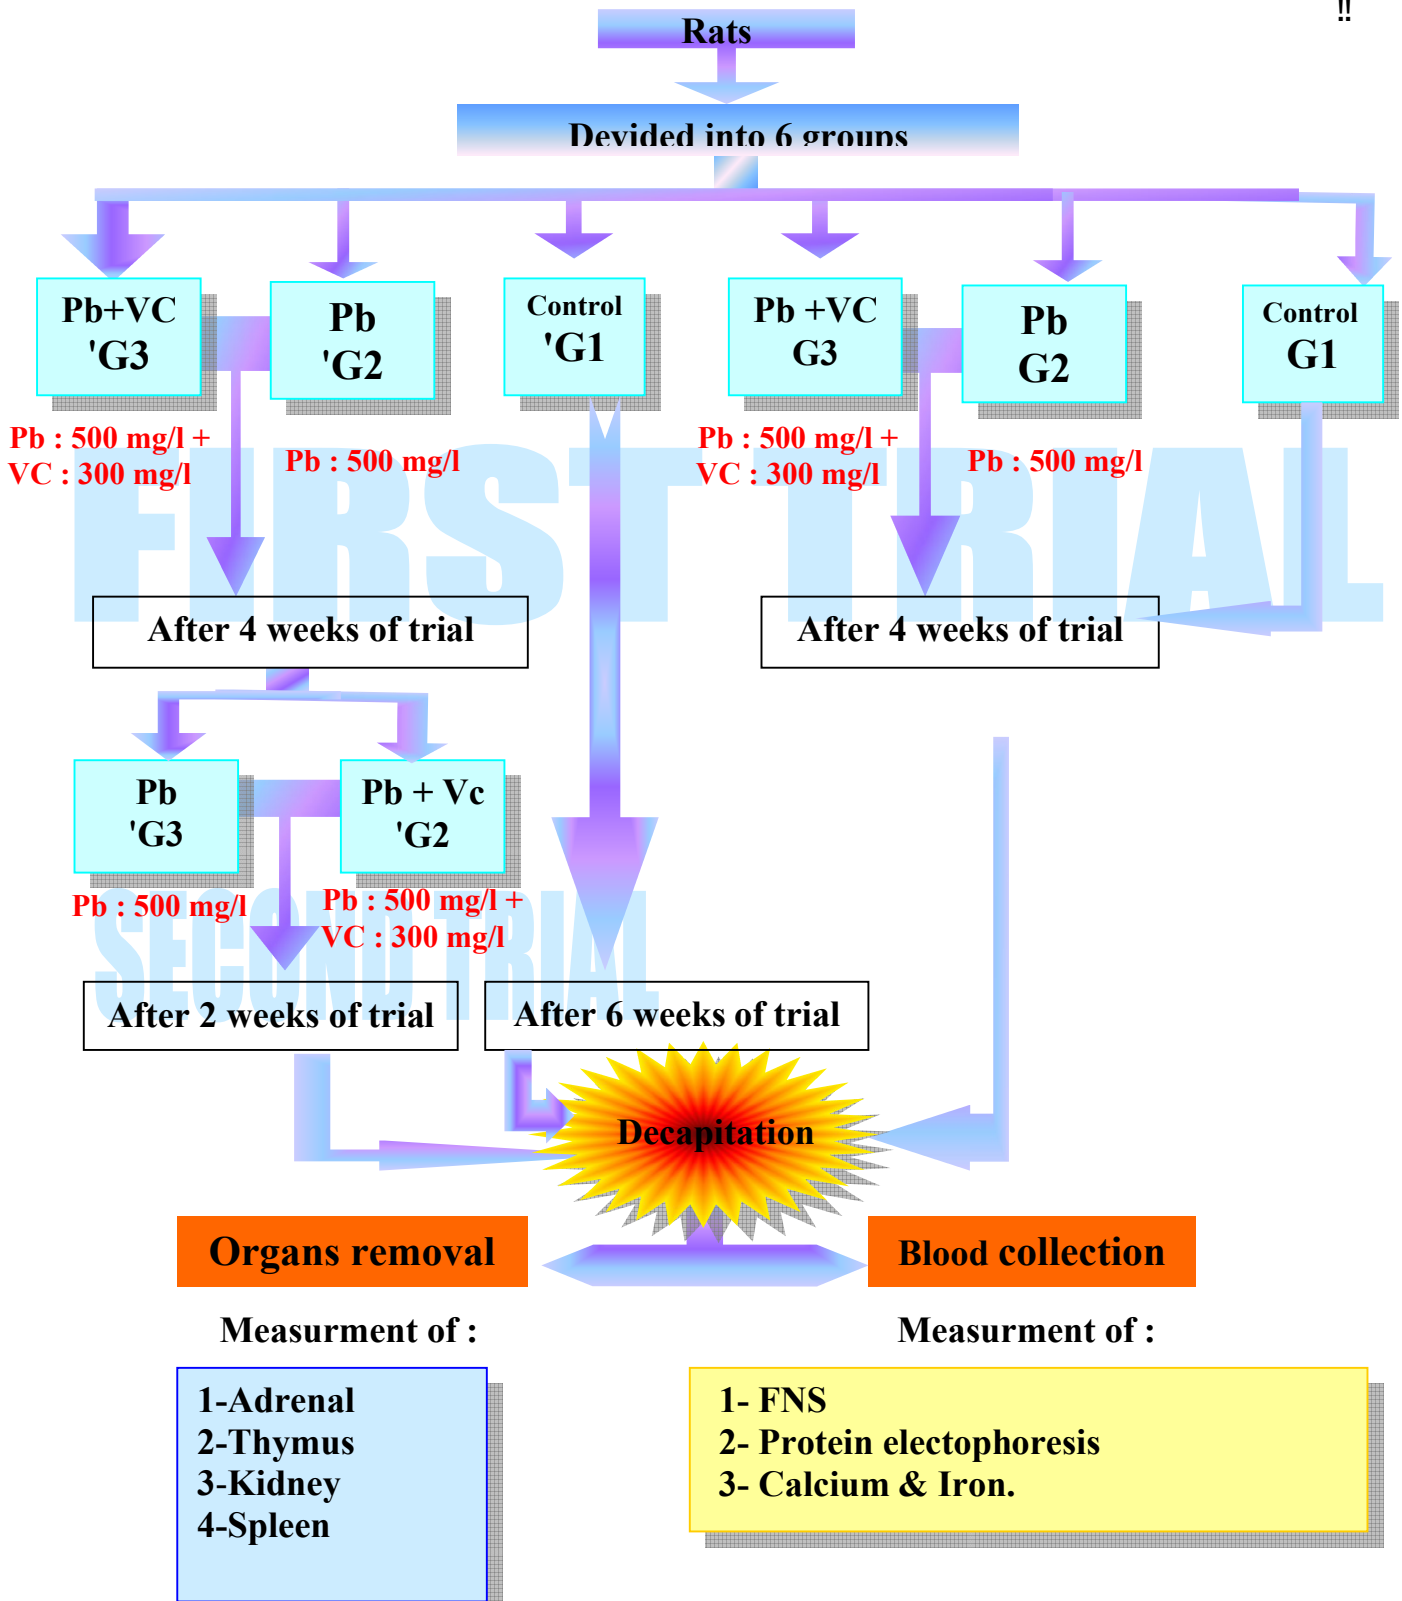 !!
Rats
Devided into 6 groups
Pb+VC
'G3
Pb
'G2
Control
'G1
Pb +VC
G3
Pb
G2
Control
G1
Pb : 500 mg/l +
VC : 300 mg/l
Pb : 500 mg/l
Pb : 500 mg/l +
VC : 300 mg/l
Pb : 500 mg/l
FIRST TRIAL
After 4 weeks of trial
After 4 weeks of trial
Pb
'G3
Pb + Vc
'G2
Pb : 500 mg/l
Pb : 500 mg/l +
VC : 300 mg/l
SECOND TRIAL
After 2 weeks of trial
After 6 weeks of trial
Decapitation
Organs removal
Blood collection
Measurment of :
Measurment of :
1-Adrenal
2-Thymus
3-Kidney
4-Spleen
1- FNS
2- Protein electophoresis
3- Calcium & Iron.